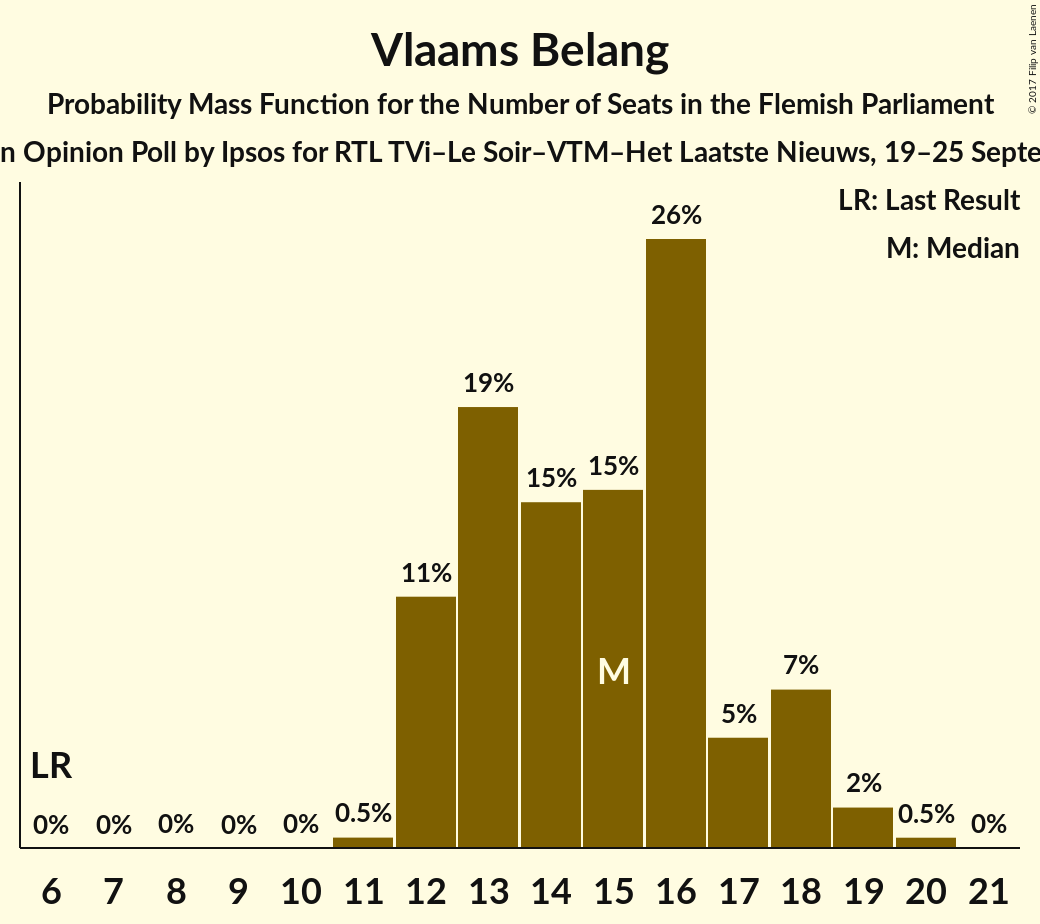 Vlaams Belang
Probability Mass Function for the Number of Seats in the Flemish Parliament
n Opinion Poll by Ipsos for RTL TVi–Le Soir–VTM–Het Laatste Nieuws, 19–25 Septe
© 2017 Filip van Laenen
LR: Last Result
M: Median
26%
19%
15%
15%
11%
M
7%
5%
LR
2%
0% 0% 0% 0% 0% 0.5% 0.5% 0%
6 7 8 9 10 11 12 13 14 15 16 17 18 19 20 21